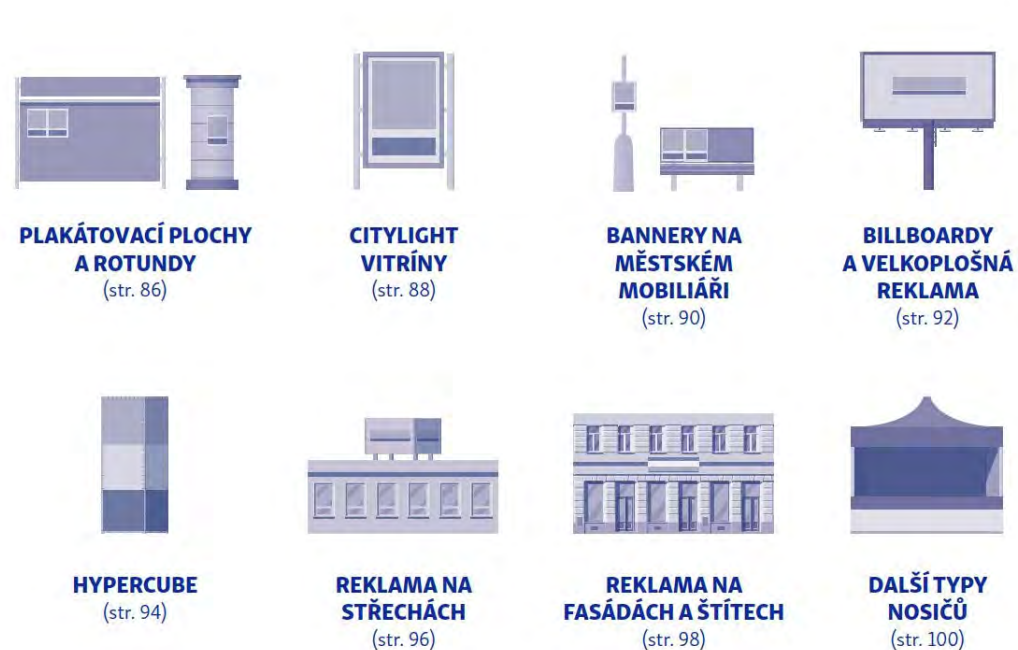 PLAKÁTOVACÍ PLOCHY
A ROTUNDY
(str. 86)
CITYLIGHT
VITRÍNY
(str. 88)
BANNERY NA
MĚSTSKÉM
MOBILIÁŘI
(str. 90)
BILLBOARDY
A VELKOPLOŠNÁ
REKLAMA
(str. 92)
HYPERCUBE
(str. 94)
REKLAMA NA
STŘECHÁCH
(str. 96)
REKLAMA NA
FASÁDÁCH A ŠTÍTECH
(str. 98)
DALŠÍ TYPY
NOSIČŮ
(str. 100)